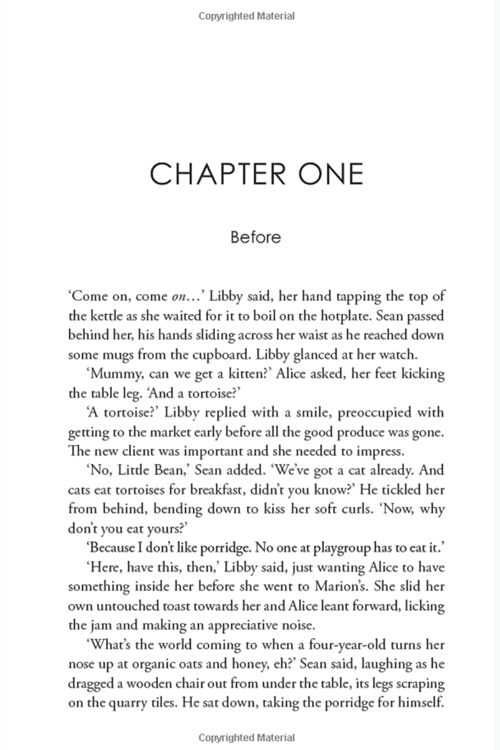 Copyrighted Material
CHAPTER ONE
Before
‘Come on, come on…’ Libby said, her hand tapping the top of
the kettle as she waited for it to boil on the hotplate. Sean passed
behind her, his hands sliding across her waist as he reached down
some mugs from the cupboard. Libby glanced at her watch.
‘Mummy, can we get a kitten?’ Alice asked, her feet kicking
the table leg. ‘And a tortoise?’
‘A tortoise?’ Libby replied with a smile, preoccupied with
getting to the market early before all the good produce was gone.
The new client was important and she needed to impress.
‘No, Little Bean,’ Sean added. ‘We’ve got a cat already. And
cats eat tortoises for breakfast, didn’t you know?’ He tickled her
from behind, bending down to kiss her soft curls. ‘Now, why
don’t you eat yours?’
‘Because I don’t like porridge. No one at playgroup has to eat it.’
‘Here, have this, then,’ Libby said, just wanting Alice to have
something inside her before she went to Marion’s. She slid her
own untouched toast towards her and Alice leant forward, licking
the jam and making an appreciative noise.
‘What’s the world coming to when a four-year-old turns her
nose up at organic oats and honey, eh?’ Sean said, laughing as he
dragged a wooden chair out from under the table, its legs scraping
on the quarry tiles. He sat down, taking the porridge for himself.
Copyrighted Material